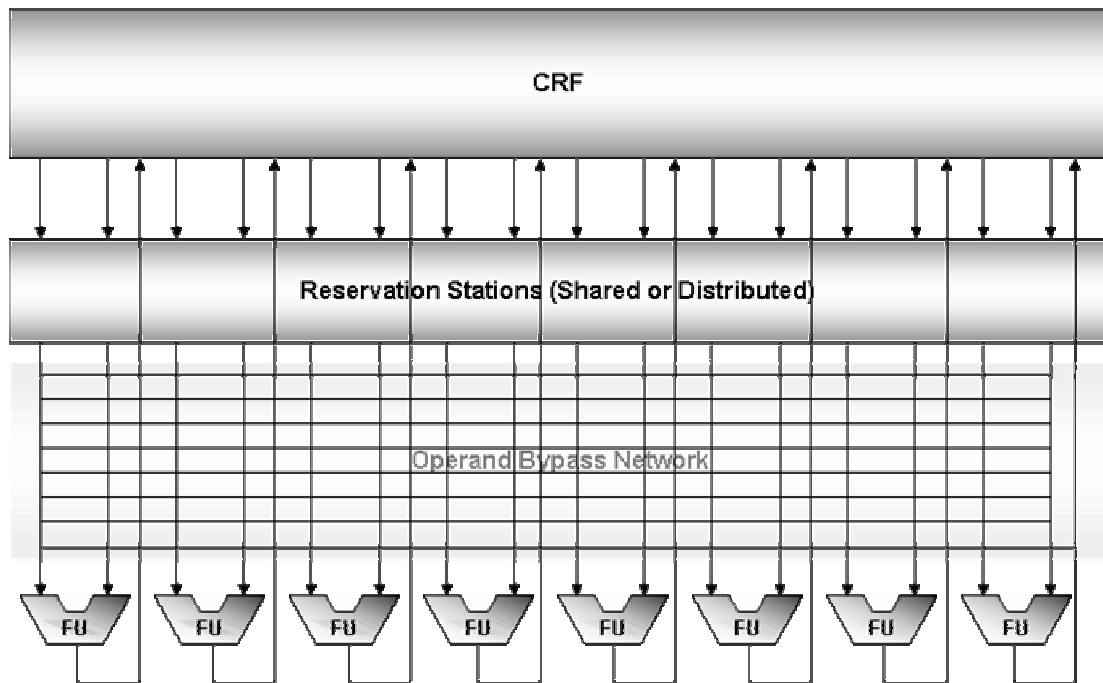 CRF
Reservation Stations (Shared or Distributed)
Operand Bypass Network
FU FU FU FU FU FU FU FU